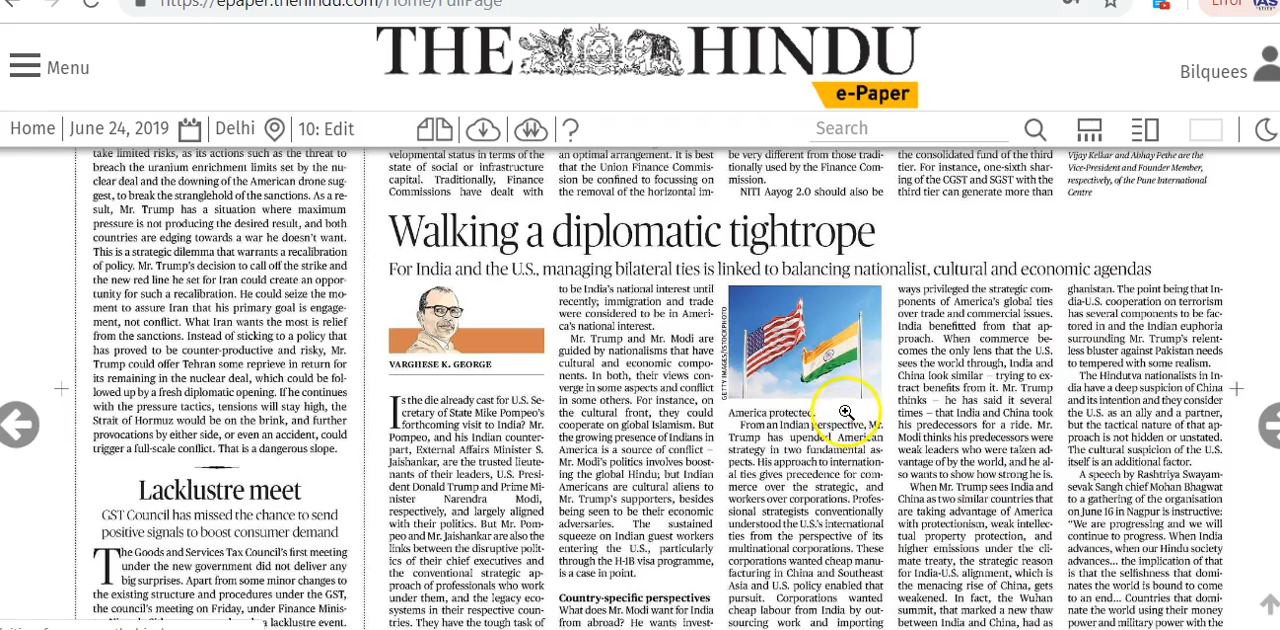 https://epaper.thehindu.com/Home/FullPage
Error
IAS
Menu
THE HINDU
e-Paper
Bilquees
Home
June 24, 2019
Delhi
10: Edit
?
Search
take limited risks, as its actions such as the threat to
breach the uranium enrichment limits set by the nu-
clear deal and the downing of the American drone sug-
gest, to break the stranglehold of the sanctions. As a re-
sult, Mr. Trump has a situation where maximum
pressure is not producing the desired result, and both
countries are edging towards a war he doesn't want.
This is a strategic dilemma that warrants a recalibration
of policy. Mr. Trump's decision to call off the strike and
the new red line he set for Iran could create an oppor-
tunity for such a recalibration. He could seize the mo-
ment to assure Iran that his primary goal is engage-
ment, not conflict. What Iran wants the most is relief
from the sanctions. Instead of sticking to a policy that
has proved to be counter-productive and risky, Mr.
Trump could offer Tehran some reprieve in return for
its remaining in the nuclear deal, which could be fol-
lowed up by a fresh diplomatic opening. If he continues
with the pressure tactics, tensions will stay high, the
Strait of Hormuz would be on the brink, and further
provocations by either side, or even an accident, could
trigger a full-scale conflict. That is a dangerous slope.
Lacklustre meet
GST Council has missed the chance to send
positive signals to boost consumer demand
The Goods and Services Tax Council's first meeting
under the new government did not deliver any
big surprises. Apart from some minor changes to
the existing structure and procedures under the GST,
the council's meeting on Friday, under Finance Minis-
a lacklustre event.
velopmental status in terms of the
state of social or infrastructure
capital. Traditionally, Finance
Commissions have dealt with
an optimal arrangement. It is best
that the Union Finance Commis-
sion be confined to focussing on
the removal of the horizontal im-
be very different from those tradi-
tionally used by the Finance Com-
mission.
NITI Aayog 2.0 should also be
the consolidated fund of the third
tier. For instance, one-sixth shar-
ing of the CGST and SGST with the
third tier can generate more than
Vijay Kelkar and Abhay Pethe are the
Vice-President and Founder Member,
respectively, of the Pune International
Centre
Walking a diplomatic tightrope
For India and the U.S., managing bilateral ties is linked to balancing nationalist, cultural and economic agendas
VARGHESE K. GEORGE
Is the die already cast for U.S. Se-
cretary of State Mike Pompeo's
forthcoming visit to India? Mr.
Pompeo, and his Indian counter-
part, External Affairs Minister S.
Jaishankar, are the trusted lieute-
nants of their leaders, U.S. Presi-
dent Donald Trump and Prime Mi-
nister Narendra Modi,
respectively, and largely aligned
with their politics. But Mr. Pom-
peo and Mr. Jaishankar are also the
links between the disruptive polit-
ics of their chief executives and
the conventional strategic ap-
proach of professionals who work
under them, and the legacy eco-
systems in their respective coun-
tries. They have the tough task of
to be India's national interest until
recently; immigration and trade
were considered to be in Ameri-
ca's national interest.
Mr. Trump and Mr. Modi are
guided by nationalisms that have
cultural and economic compo-
nents. In both, their views con-
verge in some aspects and conflict
in some others. For instance, on
the cultural front, they could
cooperate on global Islamism. But
the growing presence of Indians in
America is a source of conflict –
Mr. Modi's politics involves boost-
ing the global Hindu; but Indian
Americans are cultural aliens to
Mr. Trump's supporters, besides
being seen to be their economic
adversaries. The sustained
squeeze on Indian guest workers
entering the U.S., particularly
through the H-1B visa programme,
is a case in point.
Country-specific perspectives
What does Mr. Modi want for India
from abroad? He wants invest-
GETTY IMAGES/ISTOCKPHOTO
America protected.
From an Indian perspective, Mr.
Trump has upended American
strategy in two fundamental as-
pects. His approach to internation-
al ties gives precedence for com-
merce over the strategic, and
workers over corporations. Profes-
sional strategists conventionally
understood the U.S.'s international
ties from the perspective of its
multinational corporations. These
corporations wanted cheap manu-
facturing in China and Southeast
Asia and U.S. policy enabled that
pursuit. Corporations wanted
cheap labour from India by out-
sourcing work and importing
ways privileged the strategic com-
ponents of America's global ties
over trade and commercial issues.
India benefitted from that ap-
proach. When commerce be-
comes the only lens that the U.S.
sees the world through, India and
China look similar – trying to ex-
tract benefits from it. Mr. Trump
thinks – he has said it several
times – that India and China took
his predecessors for a ride. Mr.
Modi thinks his predecessors were
weak leaders who were taken ad-
vantage of by the world, and he al-
so wants to show how strong he is.
When Mr. Trump sees India and
China as two similar countries that
are taking advantage of America
with protectionism, weak intellec-
tual property protection, and
higher emissions under the cli-
mate treaty, the strategic reason
for India-U.S. alignment, which is
the menacing rise of China, gets
weakened. In fact, the Wuhan
summit, that marked a new thaw
between India and China, had as
ghanistan. The point being that In-
dia-U.S. cooperation on terrorism
has several components to be fac-
tored in and the Indian euphoria
surrounding Mr. Trump's relent-
less bluster against Pakistan needs
to tempered with some realism.
The Hindutva nationalists in In-
dia have a deep suspicion of China
and its intention and they consider
the U.S. as an ally and a partner,
but the tactical nature of that ap-
proach is not hidden or unstated.
The cultural suspicion of the U.S.
itself is an additional factor.
A speech by Rashtriya Swayam-
sevak Sangh chief Mohan Bhagwat
to a gathering of the organisation
on June 16 in Nagpur is instructive:
"We are progressing and we will
continue to progress. When India
advances, when our Hindu society
advances... the implication of that
is that the selfishness that domi-
nates the world is bound to come
to an end... Countries that domi-
nate the world using their money
power and military power with the